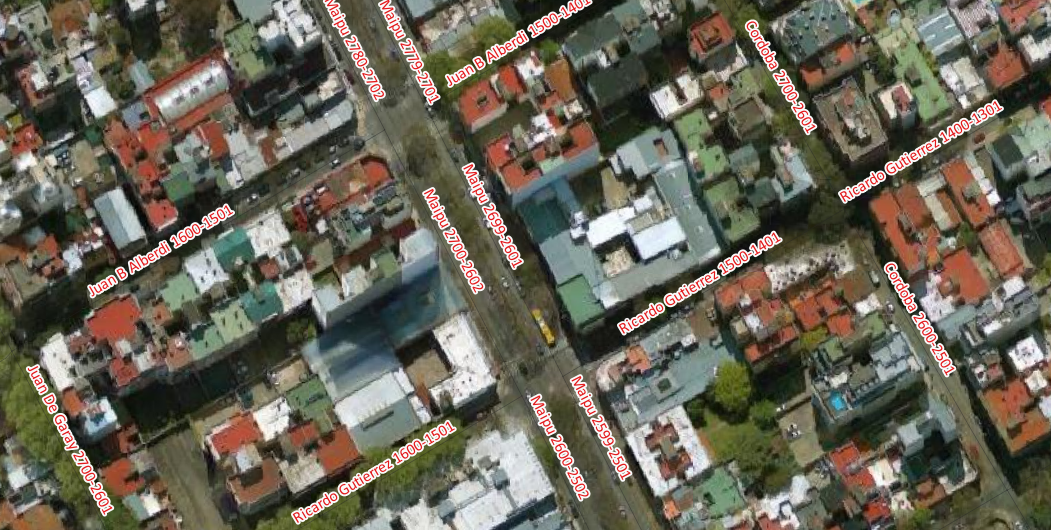 Maipu 2780-2702
Maipu 2779-2701
Juan B Alberdi 1500-1401
Cordoba 2700-2601
Ricardo Gutierrez 1400-1301
Maipu 2699-2601
Maipu 2700-2602
Juan B Alberdi 1600-1501
Ricardo Gutierrez 1500-1401
Cordoba 2600-2501
Juan De Garay 2700-2601
Maipu 2599-2501
Maipu 2600-2502
Ricardo Gutierrez 1600-1501